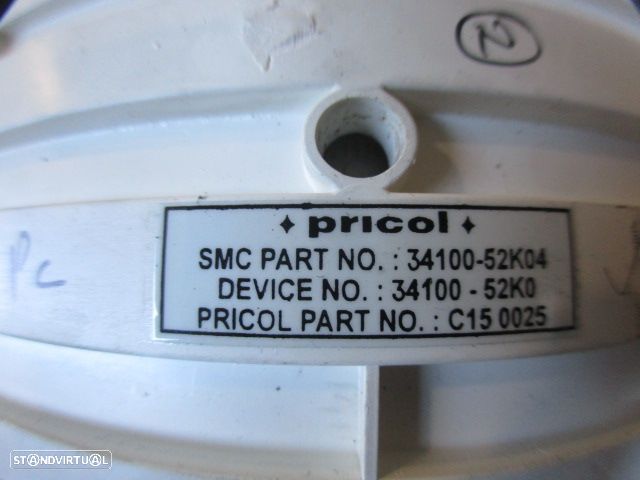 N
✦ pricol ✦
SMC PART NO. : 34100-52K04
DEVICE NO. : 34100 - 52K0
PRICOL PART NO. : C15 0025
Pc
STANDVIRTUAL